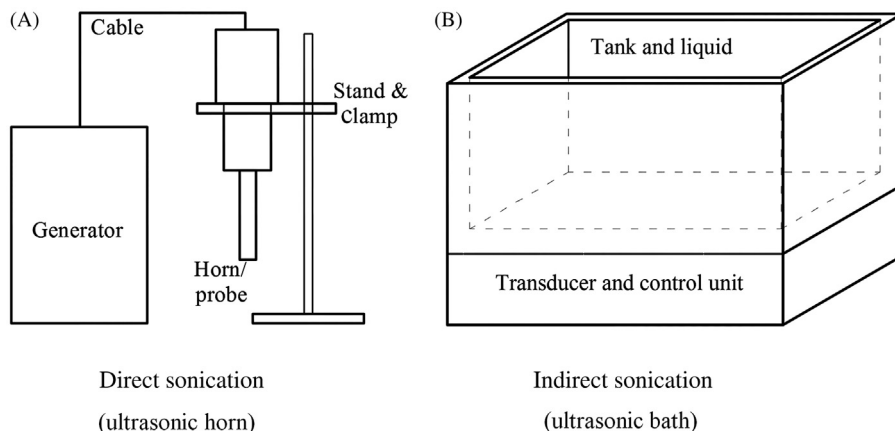 (A)
Cable
Stand &
Clamp
Generator
Horn/
probe
Direct sonication
(ultrasonic horn)
(B)
Tank and liquid
Transducer and control unit
Indirect sonication
(ultrasonic bath)